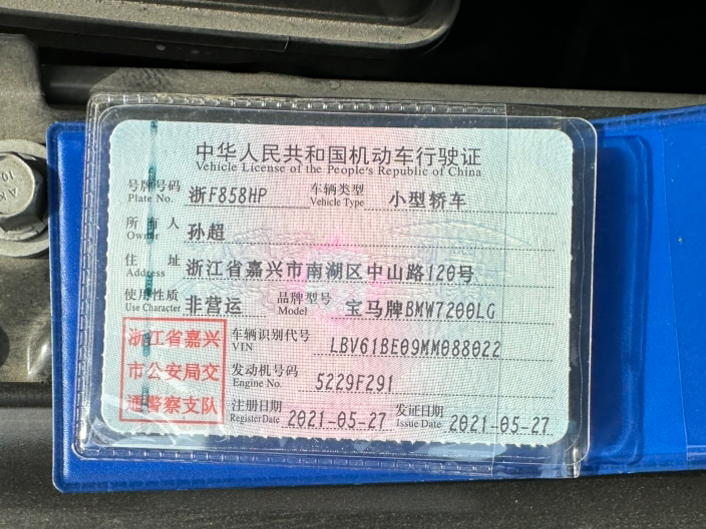 中华人民共和国机动车行驶证
Vehicle License of the People's Republic of China
号牌号码 浙F858HP 车辆类型 小型轿车
Plate No. Vehicle Type
所有人 孙超
Owner
住址 浙江省嘉兴市南湖区中山路120号
Address
使用性质 非营运 品牌型号 宝马牌BMW7200LG
Use Character Model
浙江省嘉兴
市公安局交
通警察支队
车辆识别代号 LBV61BE09MM088022
VIN
发动机号码 5229F291
Engine No.
注册日期 2021-05-27 发证日期 2021-05-27
Register Date Issue Date